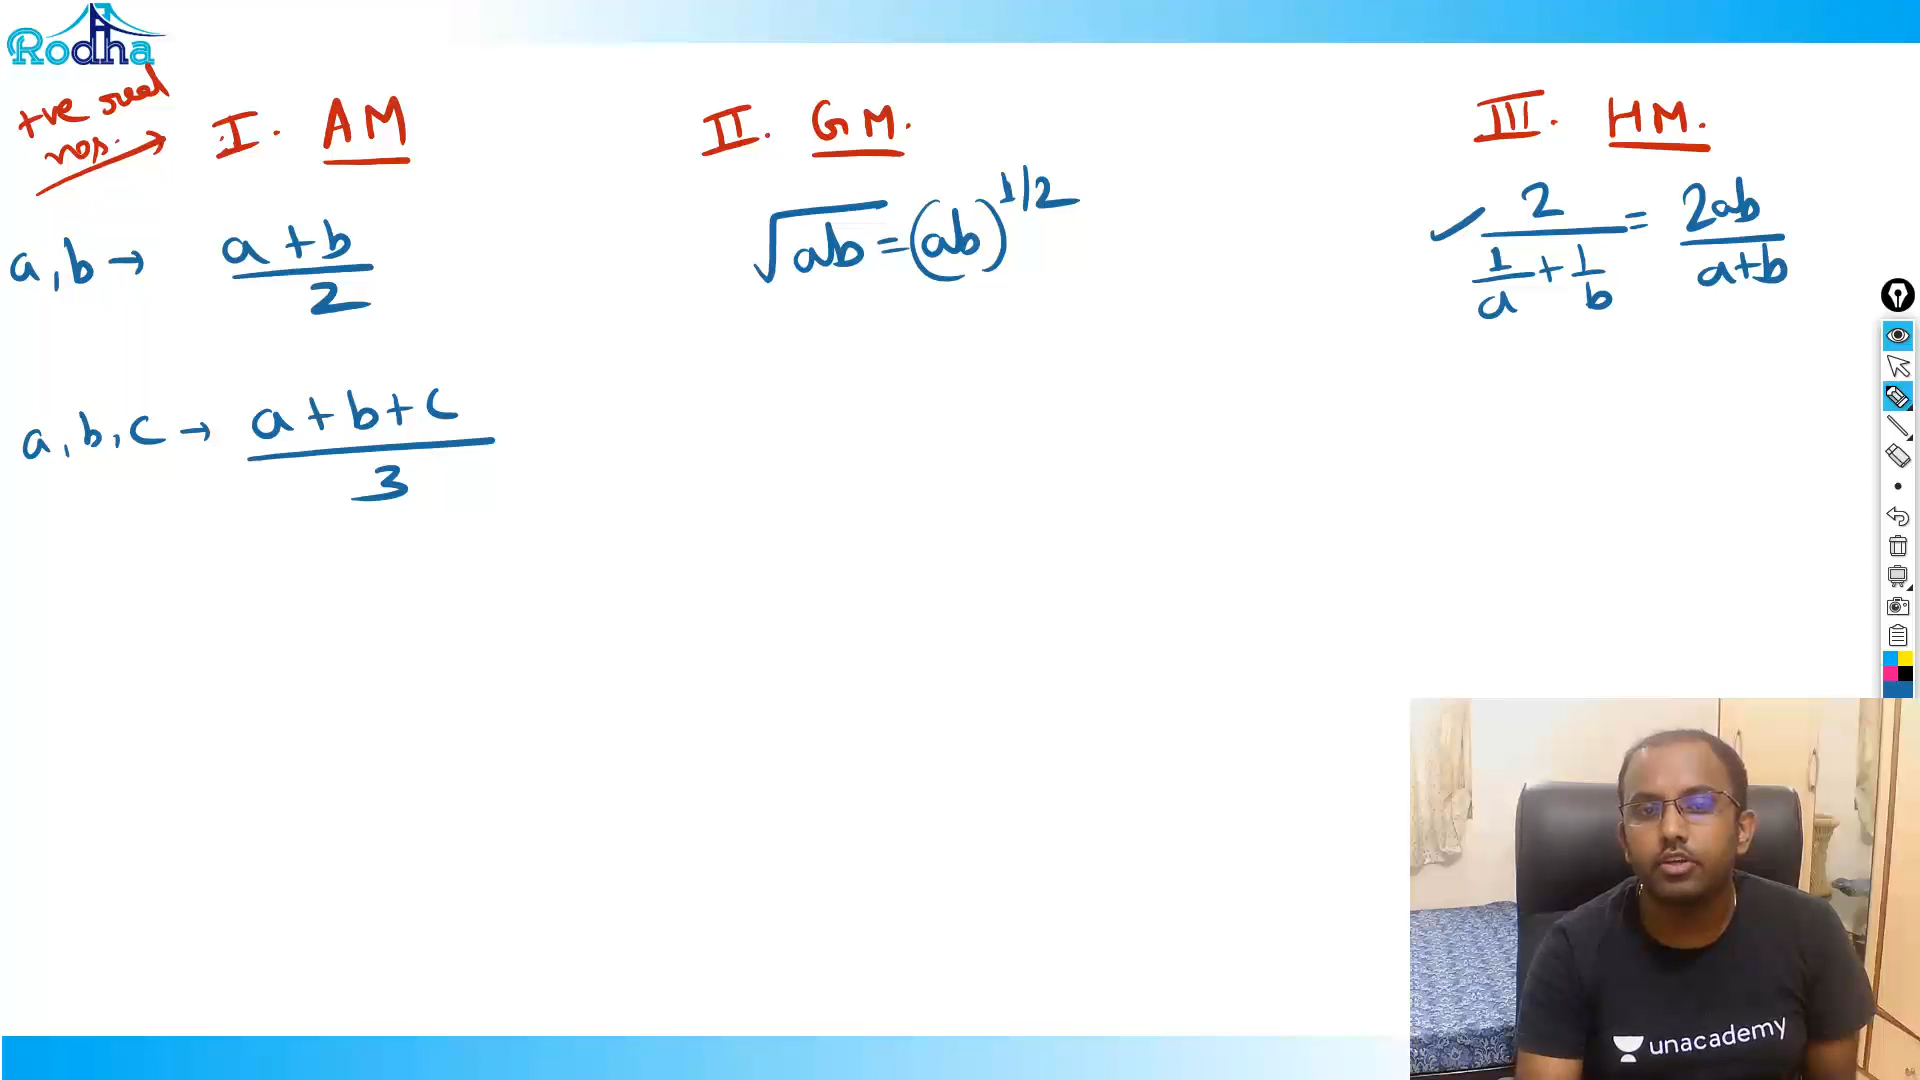 Rodha
+ve real nos. →
I. AM
II. GM.
III. HM.
a, b → (a+b)/2
√ab = (ab)^1/2
✓ 2/(1/a + 1/b) = 2ab/(a+b)
a, b, c → (a+b+c)/3
unacademy